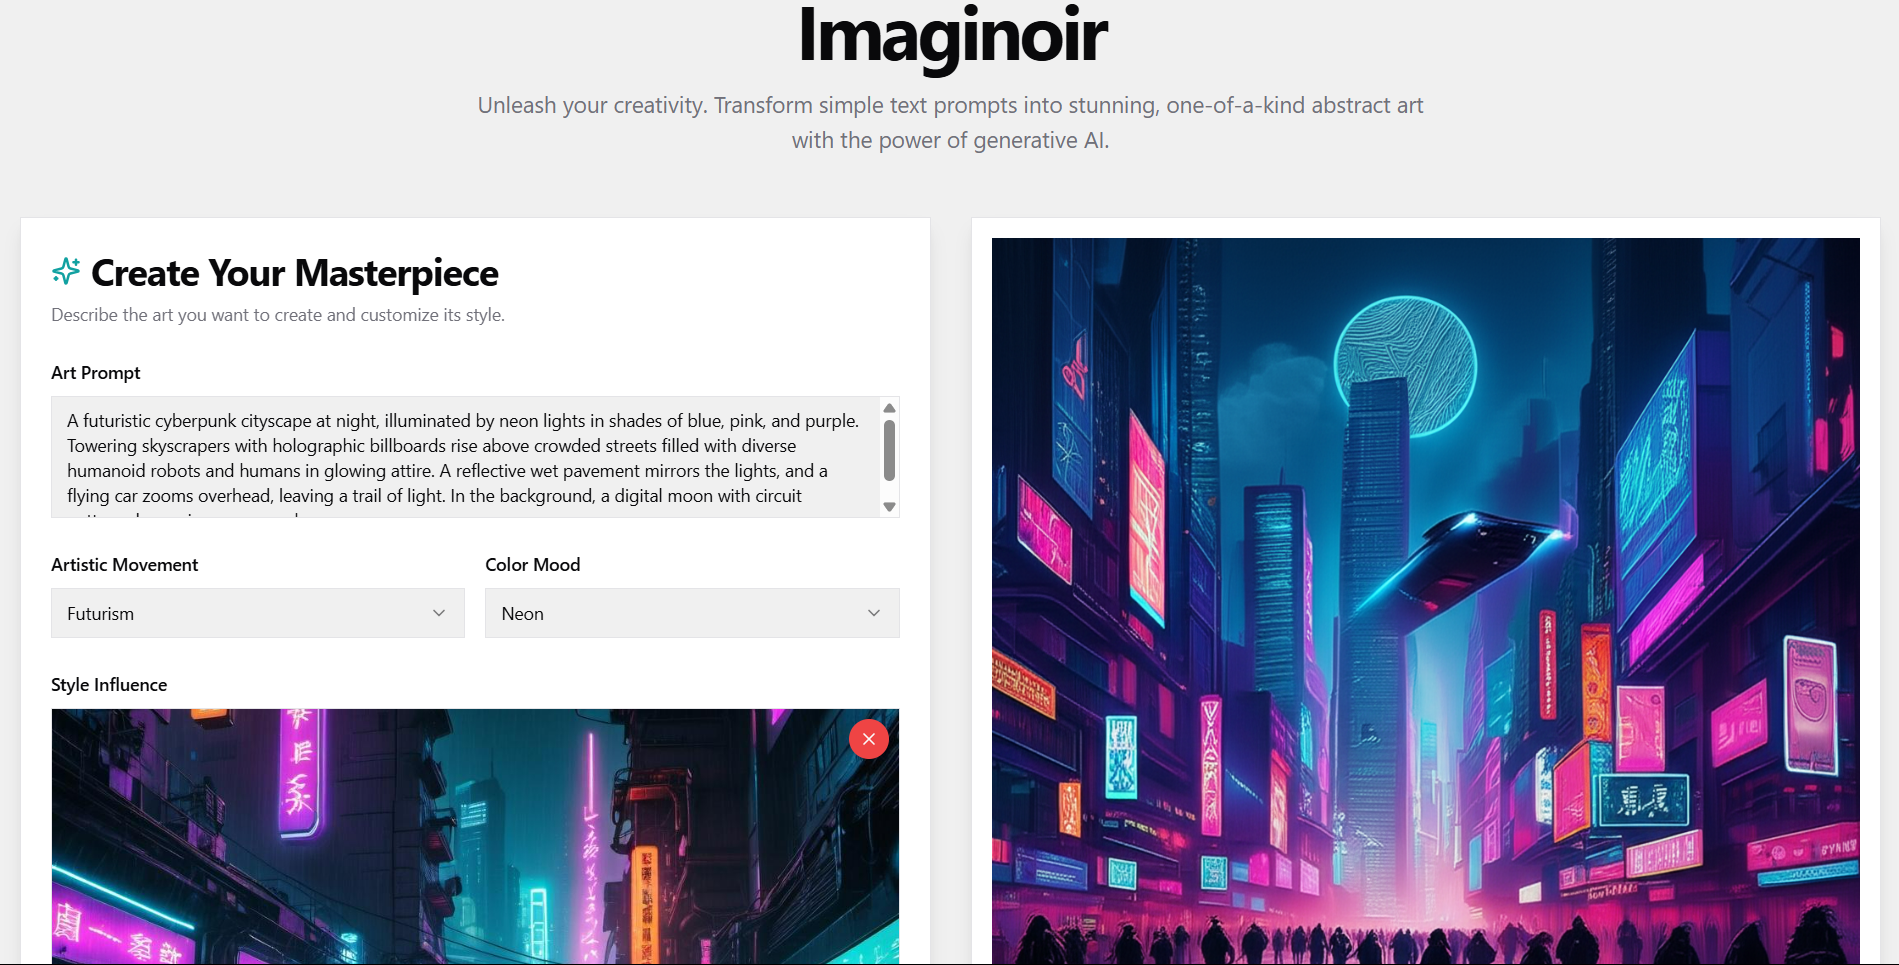 Imaginoir
Unleash your creativity. Transform simple text prompts into stunning, one-of-a-kind abstract art
with the power of generative AI.
Create Your Masterpiece
Describe the art you want to create and customize its style.
Art Prompt
A futuristic cyberpunk cityscape at night, illuminated by neon lights in shades of blue, pink, and purple.
Towering skyscrapers with holographic billboards rise above crowded streets filled with diverse
humanoid robots and humans in glowing attire. A reflective wet pavement mirrors the lights, and a
flying car zooms overhead, leaving a trail of light. In the background, a digital moon with circuit
Artistic Movement
Color Mood
Futurism
Neon
Style Influence